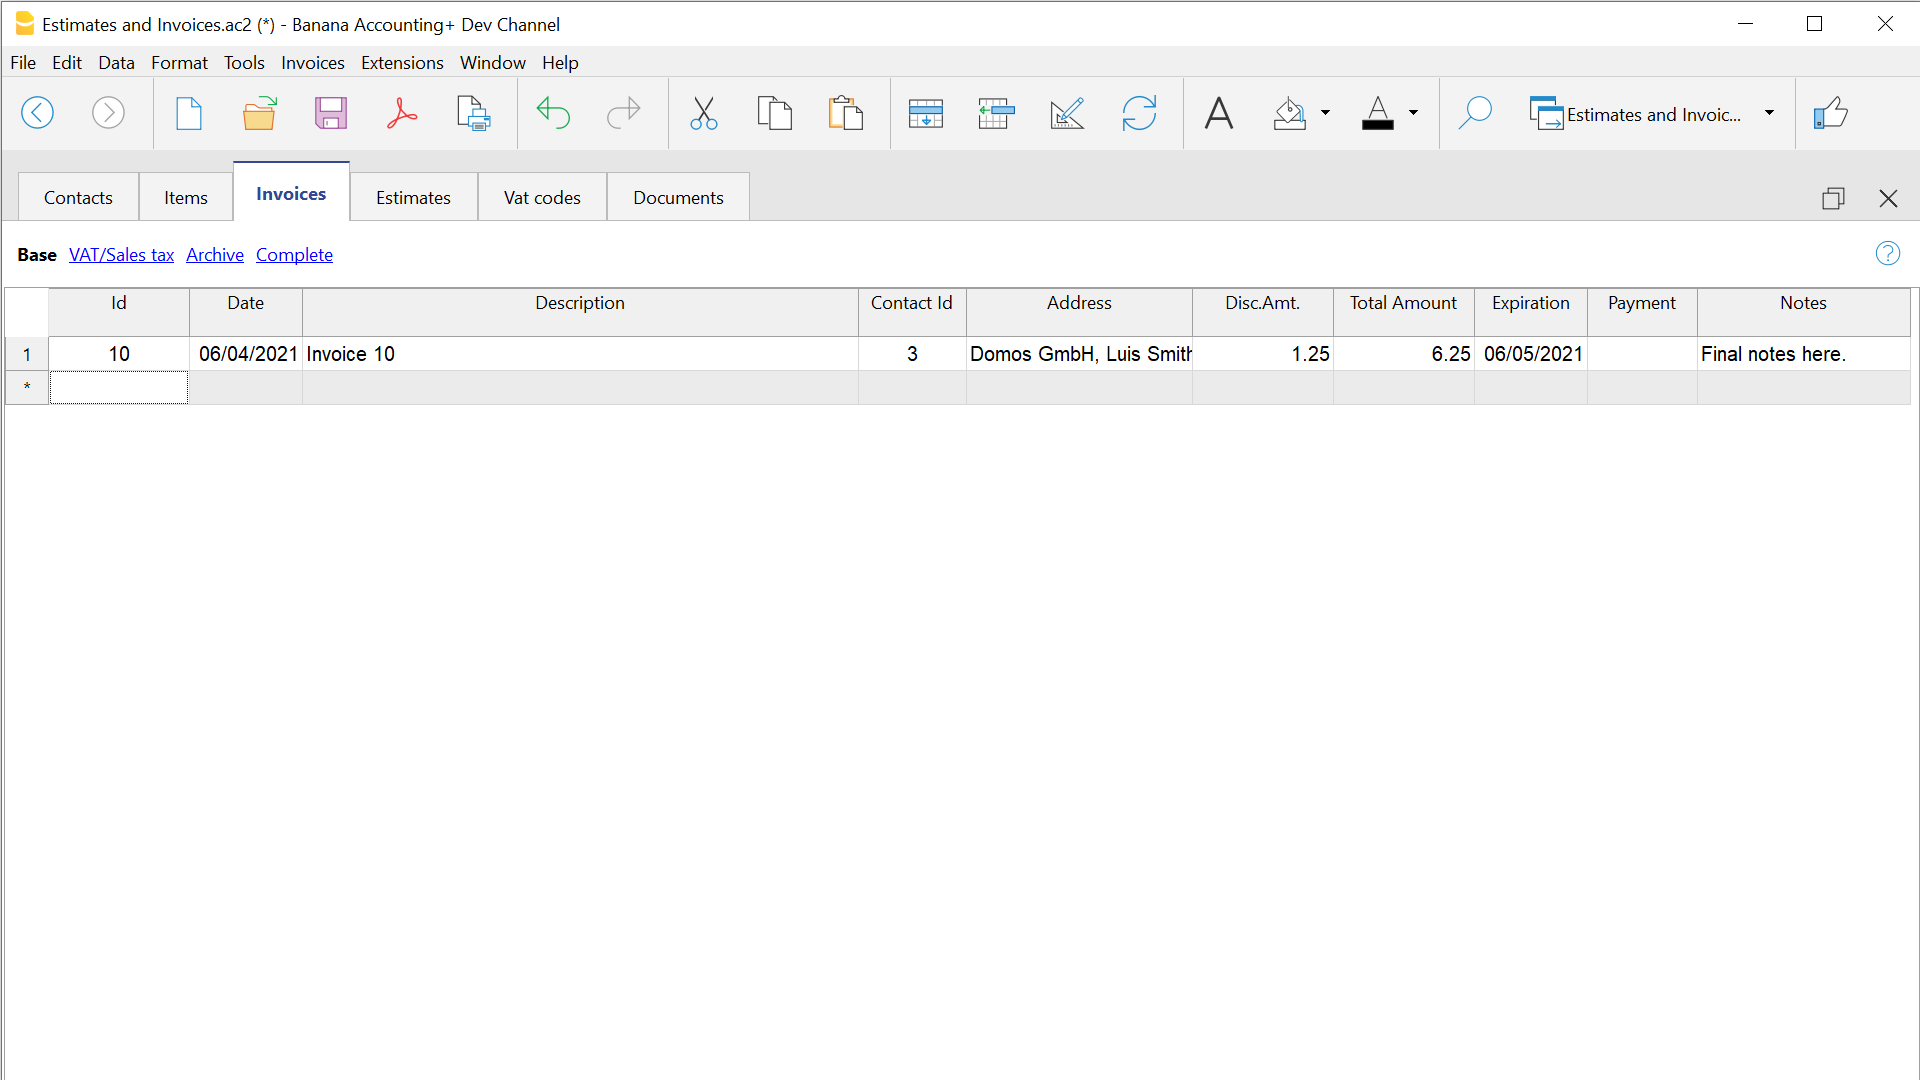 Estimates and Invoices.ac2 (*) - Banana Accounting+ Dev Channel
File Edit Data Format Tools Invoices Extensions Window Help
Estimates and Invoic...
Contacts Items Invoices Estimates Vat codes Documents
Base VAT/Sales tax Archive Complete
Id Date Description Contact Id Address Disc.Amt. Total Amount Expiration Payment Notes
1 10 06/04/2021 Invoice 10 3 Domos GmbH, Luis Smith 1.25 6.25 06/05/2021 Final notes here.
*